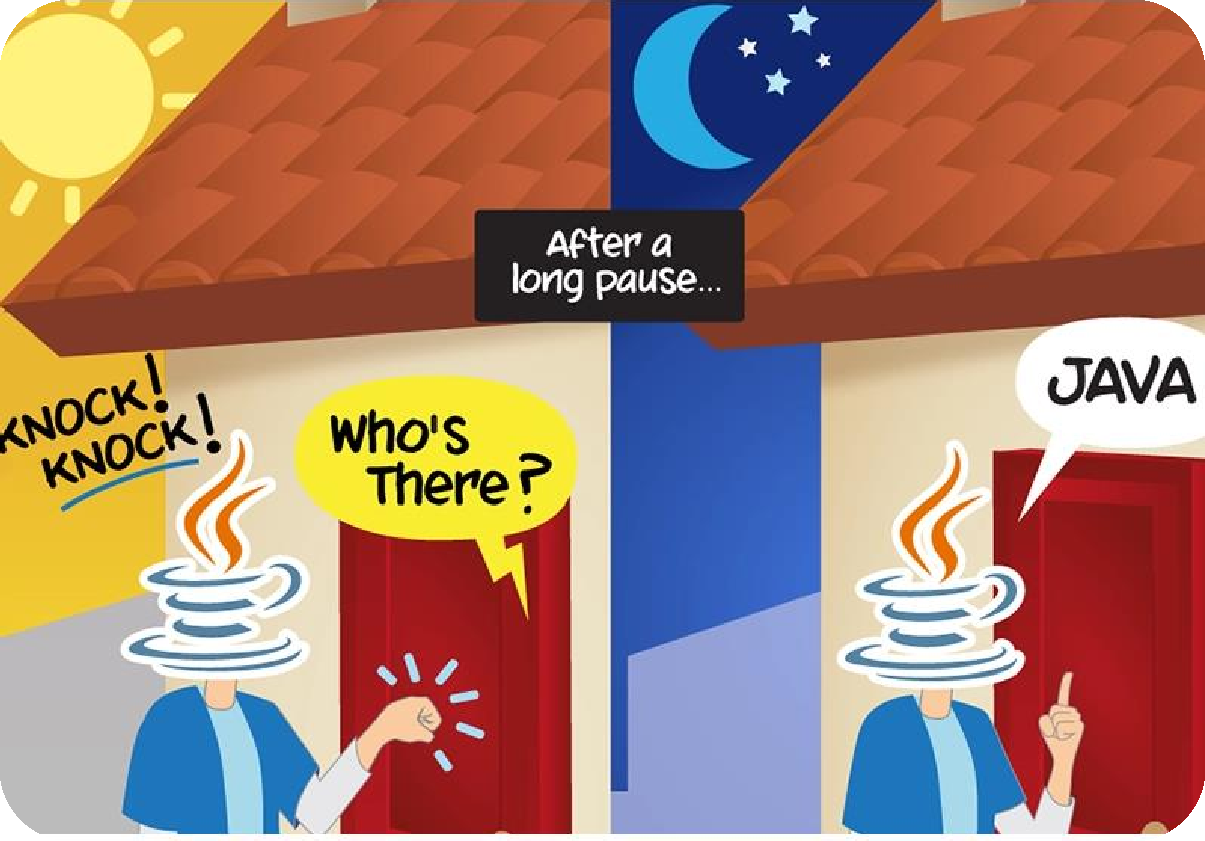 KNOCK!
KNOCK!
Who's
There?
After a
long pause...
JAVA